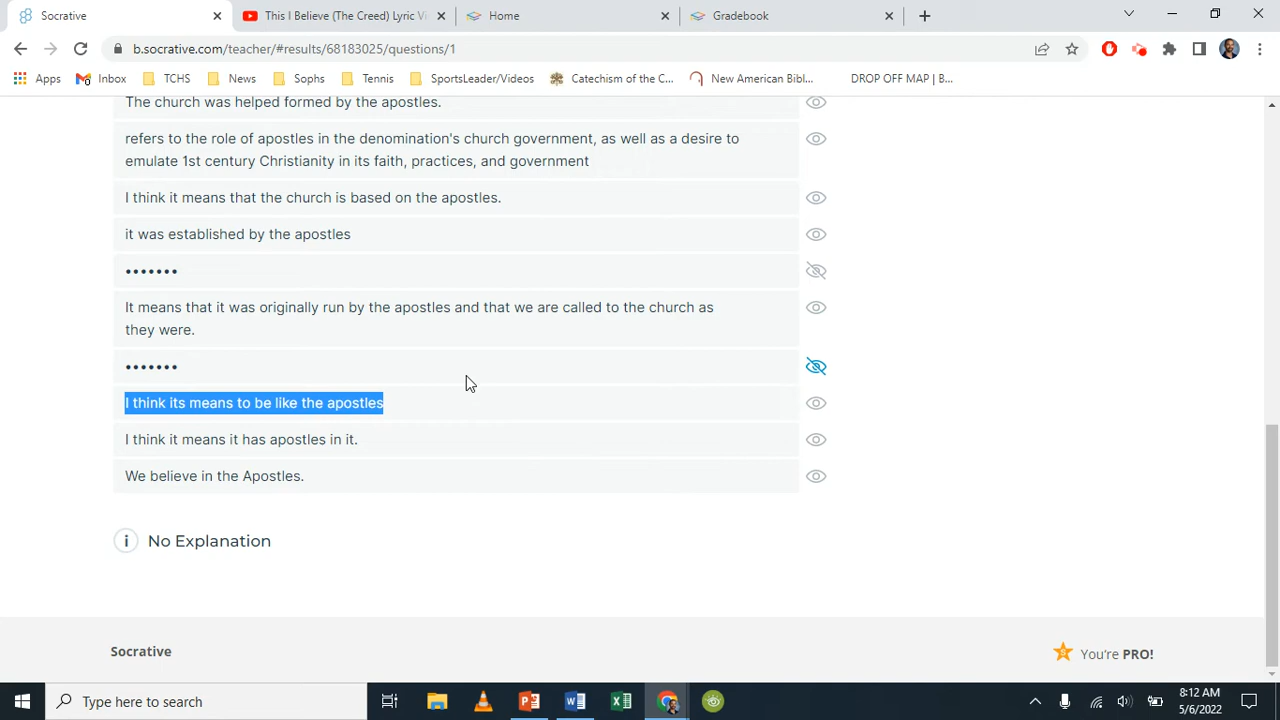 Socrative
This I Believe (The Creed) Lyric Vi
Home
Gradebook
b.socrative.com/teacher/#results/68183025/questions/1
Apps
Inbox
TCHS
News
Sophs
Tennis
SportsLeader/Videos
Catechism of the C...
New American Bibl...
DROP OFF MAP | B...
The church was helped formed by the apostles.
refers to the role of apostles in the denomination's church government, as well as a desire to
emulate 1st century Christianity in its faith, practices, and government
I think it means that the church is based on the apostles.
it was established by the apostles
•••••••
It means that it was originally run by the apostles and that we are called to the church as
they were.
•••••••
I think its means to be like the apostles
I think it means it has apostles in it.
We believe in the Apostles.
i No Explanation
Socrative
You're PRO!
Type here to search
8:12 AM
5/6/2022